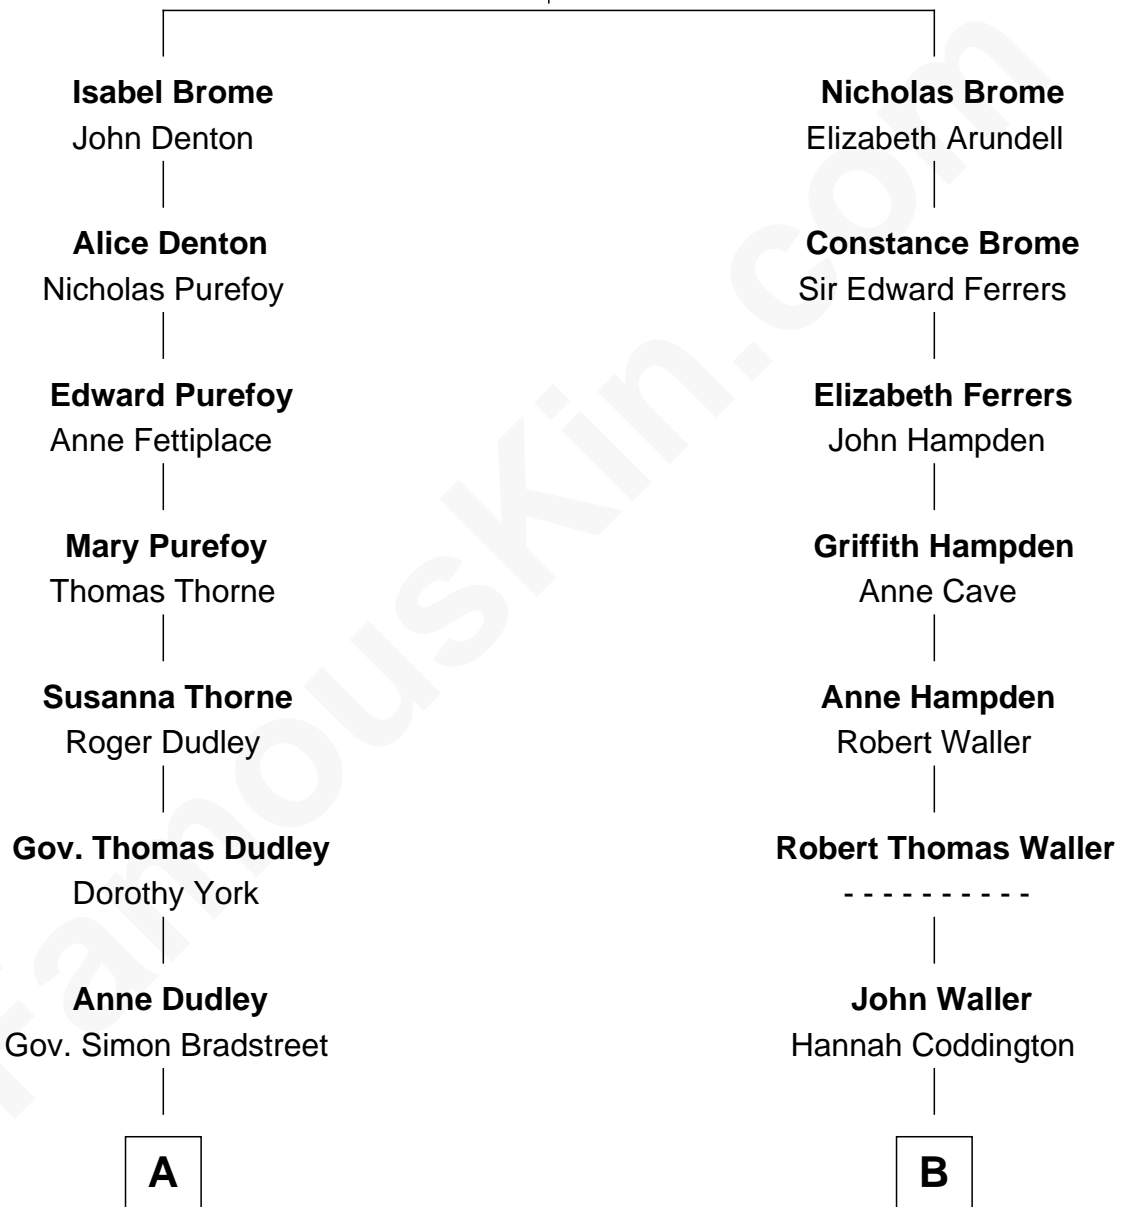 Isabel Brome
John Denton
Nicholas Brome
Elizabeth Arundell
Alice Denton
Nicholas Purefoy
Constance Brome
Sir Edward Ferrers
Edward Purefoy
Anne Fettiplace
Elizabeth Ferrers
John Hampden
Mary Purefoy
Thomas Thorne
Griffith Hampden
Anne Cave
Susanna Thorne
Roger Dudley
Anne Hampden
Robert Waller
Gov. Thomas Dudley
Dorothy York
Robert Thomas Waller
- - - - - - - - - -
Anne Dudley
Gov. Simon Bradstreet
John Waller
Hannah Coddington
A
B
FamousKin.com